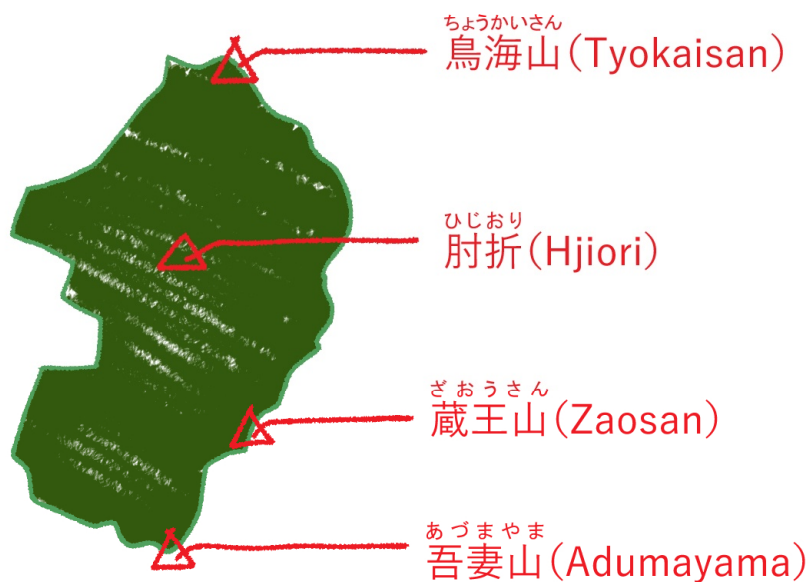 ちょうかいさん
鳥海山(Tyokaisan)
ひじおり
肘折(Hjiori)
ざおうさん
蔵王山(Zaosan)
あづまやま
吾妻山(Adumayama)